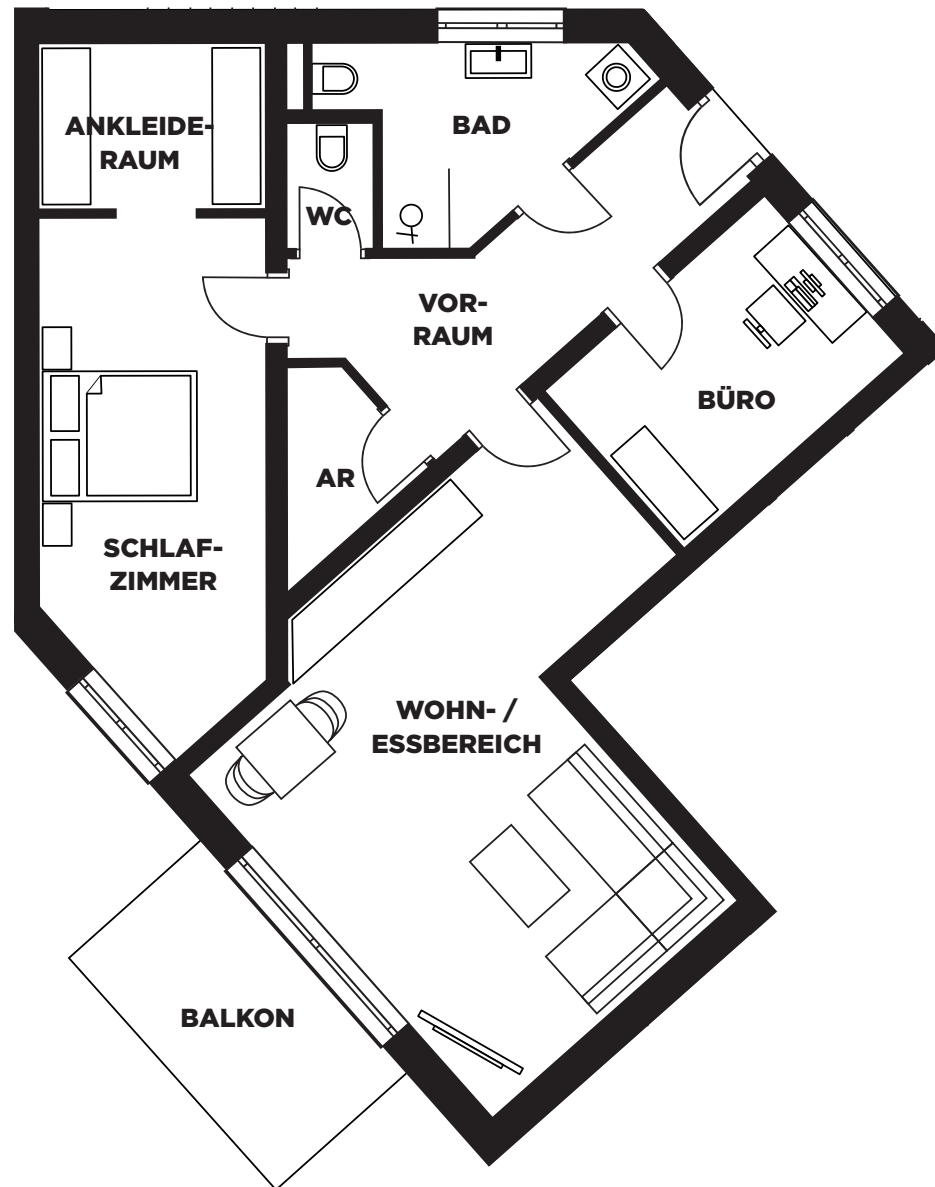 ANKLEIDE-
RAUM
BAD
WC
VOR-
RAUM
BÜRO
AR
SCHLAF-
ZIMMER
WOHN- /
ESSBEREICH
BALKON